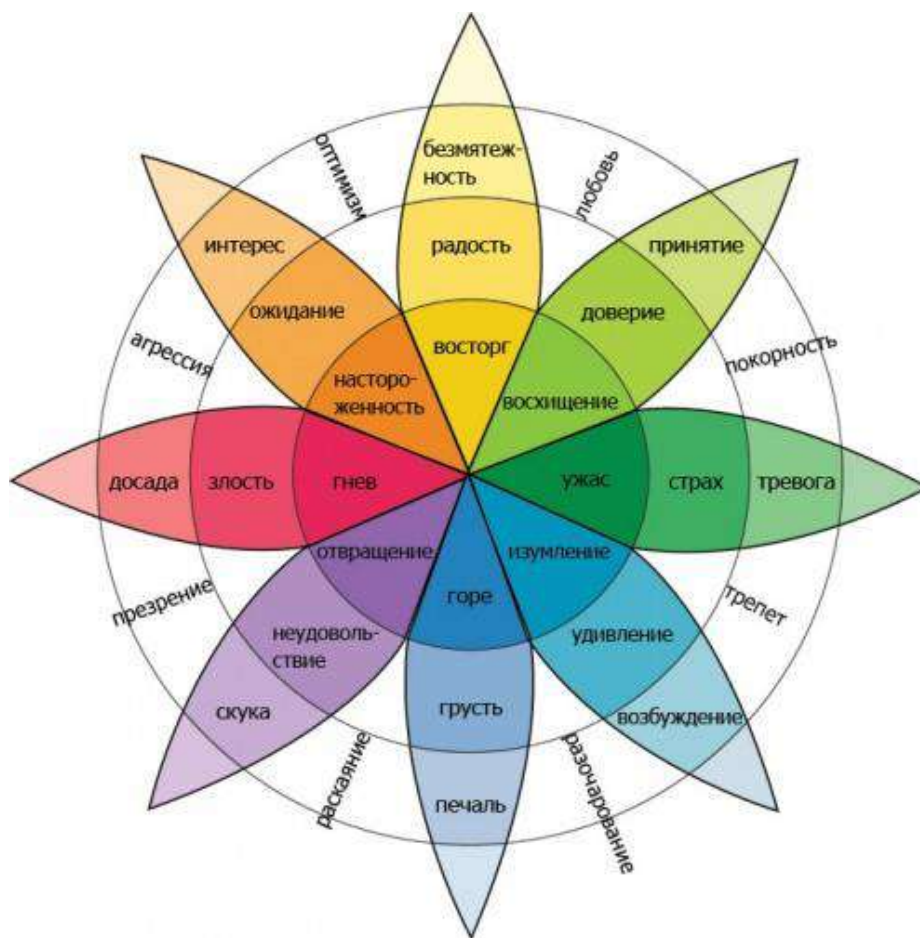 оптимизм
безмятеж-
ность
любовь
интерес
радость
принятие
ожидание
доверие
агрессия
восторг
покорность
насторо-
женность
восхищение
досада
злость
гнев
ужас
страх
тревога
отвращение
изумление
презрение
горе
трепет
неудоволь-
ствие
удивление
скука
грусть
возбуждение
раскаяние
печаль
разочарование